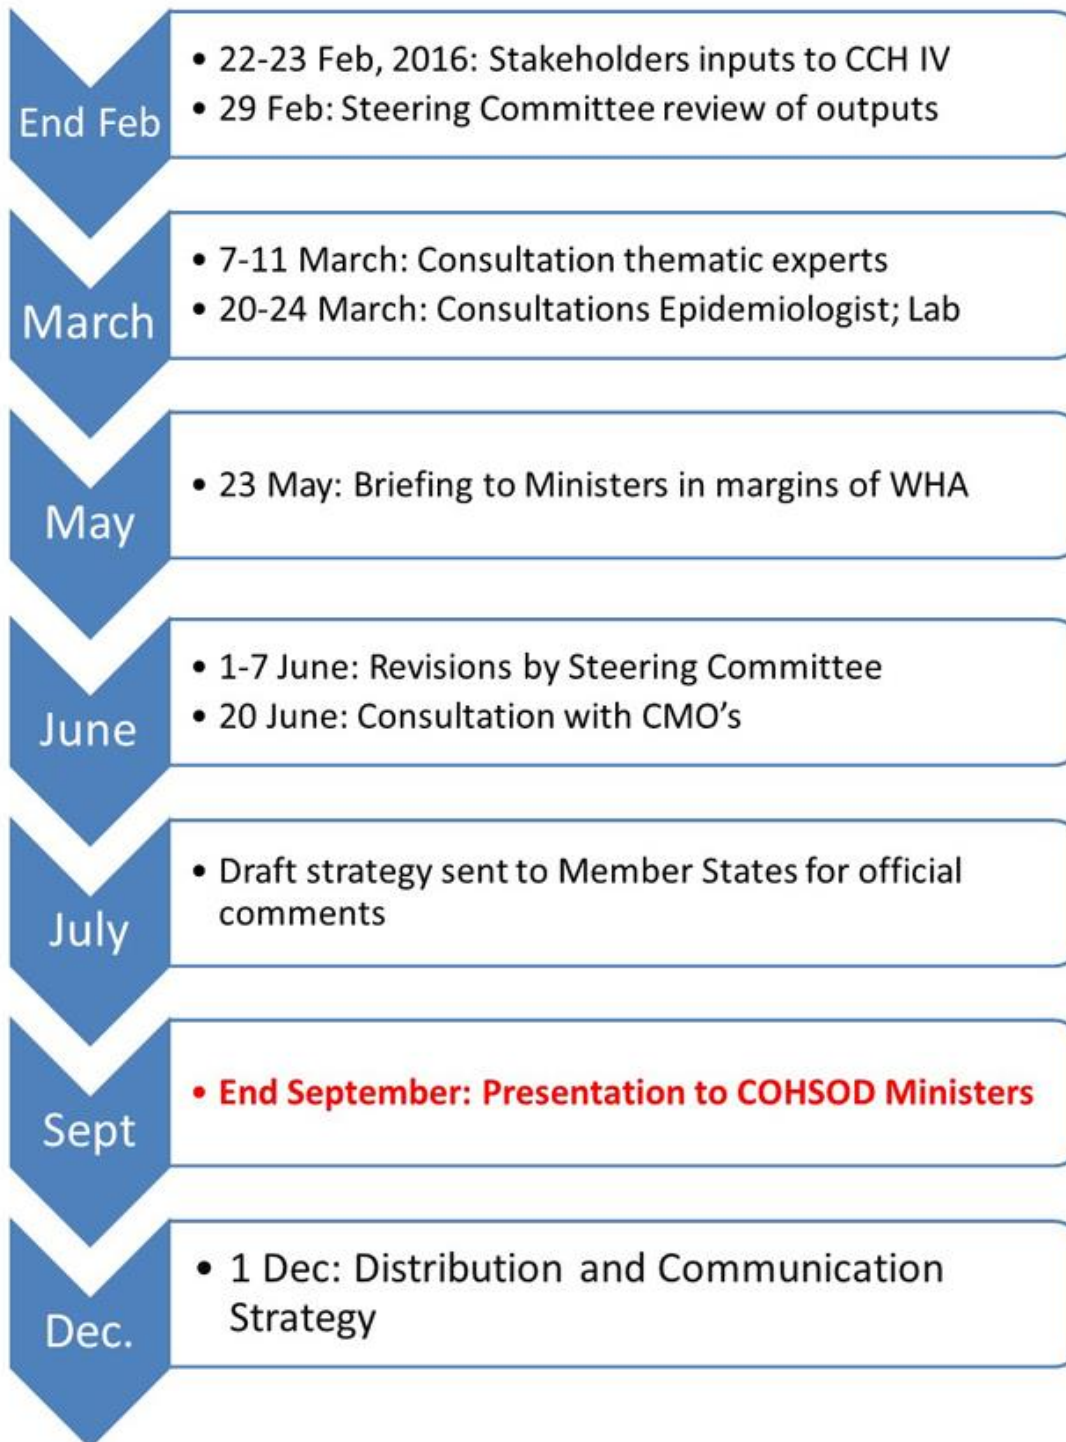 End Feb
• 22-23 Feb, 2016: Stakeholders inputs to CCH IV
• 29 Feb: Steering Committee review of outputs
March
• 7-11 March: Consultation thematic experts
• 20-24 March: Consultations Epidemiologist; Lab
May
• 23 May: Briefing to Ministers in margins of WHA
June
• 1-7 June: Revisions by Steering Committee
• 20 June: Consultation with CMO’s
July
• Draft strategy sent to Member States for official
comments
Sept
• End September: Presentation to COHSOD Ministers
Dec.
• 1 Dec: Distribution and Communication
Strategy